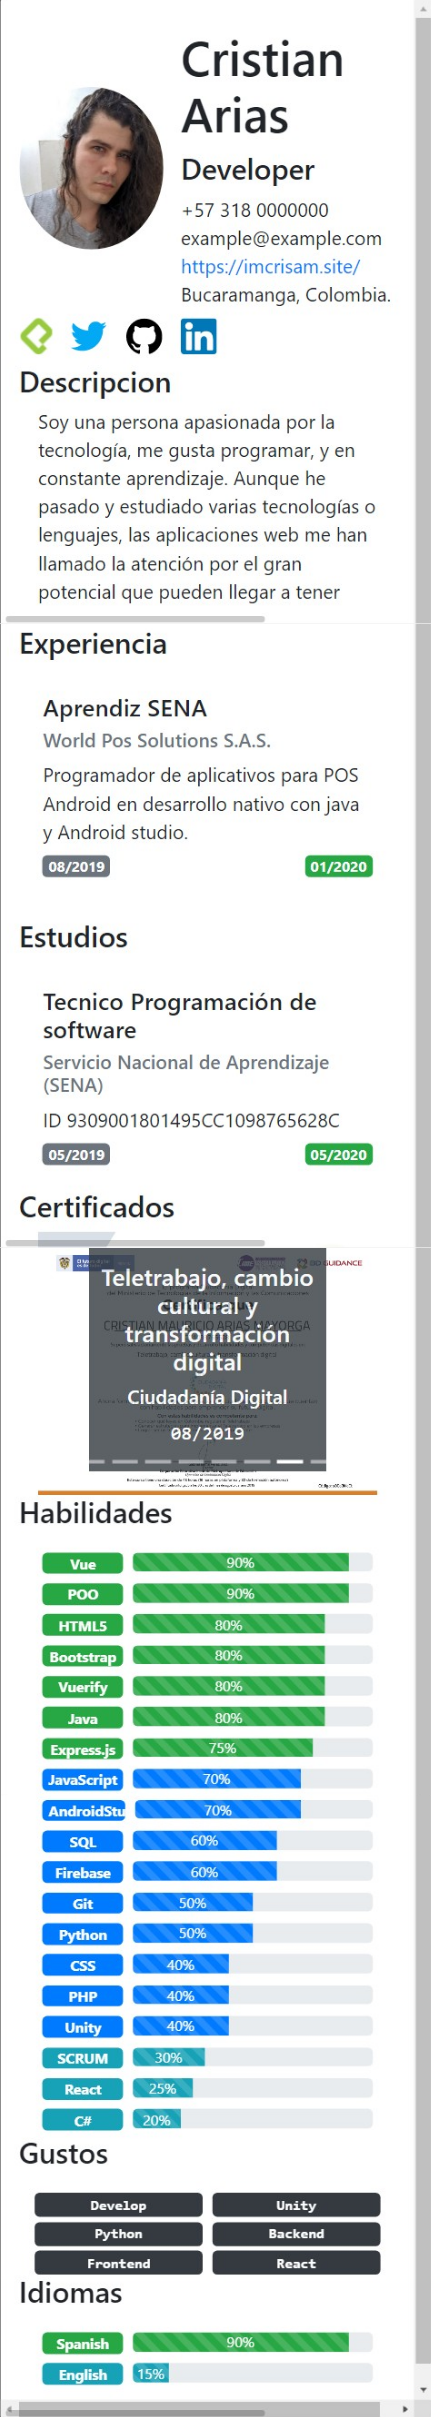 Cristian
Arias
Developer
+57 318 0000000
example@example.com
https://imcrisam.site/
Bucaramanga, Colombia.
in
Descripcion
Soy una persona apasionada por la
tecnología, me gusta programar, y en
constante aprendizaje. Aunque he
pasado y estudiado varias tecnologías o
lenguajes, las aplicaciones web me han
llamado la atención por el gran
potencial que pueden llegar a tener
Experiencia
Aprendiz SENA
World Pos Solutions S.A.S.
Programador de aplicativos para POS
Android en desarrollo nativo con java
y Android studio.
08/2019 01/2020
Estudios
Tecnico Programación de
software
Servicio Nacional de Aprendizaje
(SENA)
ID 9309001801495CC1098765628C
05/2019 05/2020
Certificados
GUIDANCE
Teletrabajo, cambio
cultural y
CRISTIAN MAURICIO ARIAS MAYORGA
transformación
digital
Ciudadanía Digital
08/2019
Habilidades
Vue 90%
POO 90%
HTML5 80%
Bootstrap 80%
Vuerify 80%
Java 80%
Express.js 75%
JavaScript 70%
AndroidStu 70%
SQL 60%
Firebase 60%
Git 50%
Python 50%
CSS 40%
PHP 40%
Unity 40%
SCRUM 30%
React 25%
C# 20%
Gustos
Develop Unity
Python Backend
Frontend React
Idiomas
Spanish 90%
English 15%